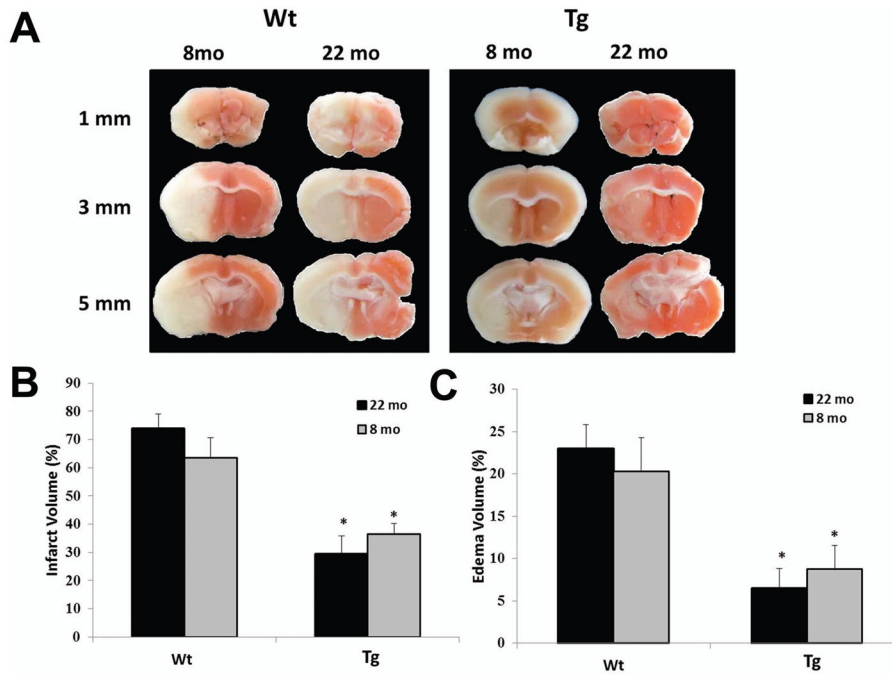 A
Wt
Tg
8mo
22 mo
8 mo
22 mo
1 mm
3 mm
5 mm
B
Infarct Volume (%)
90
80
70
60
50
40
30
20
10
0
22 mo
8 mo
*
*
Wt
Tg
C
Edema Volume (%)
30
25
20
15
10
5
0
22 mo
8 mo
*
*
Wt
Tg